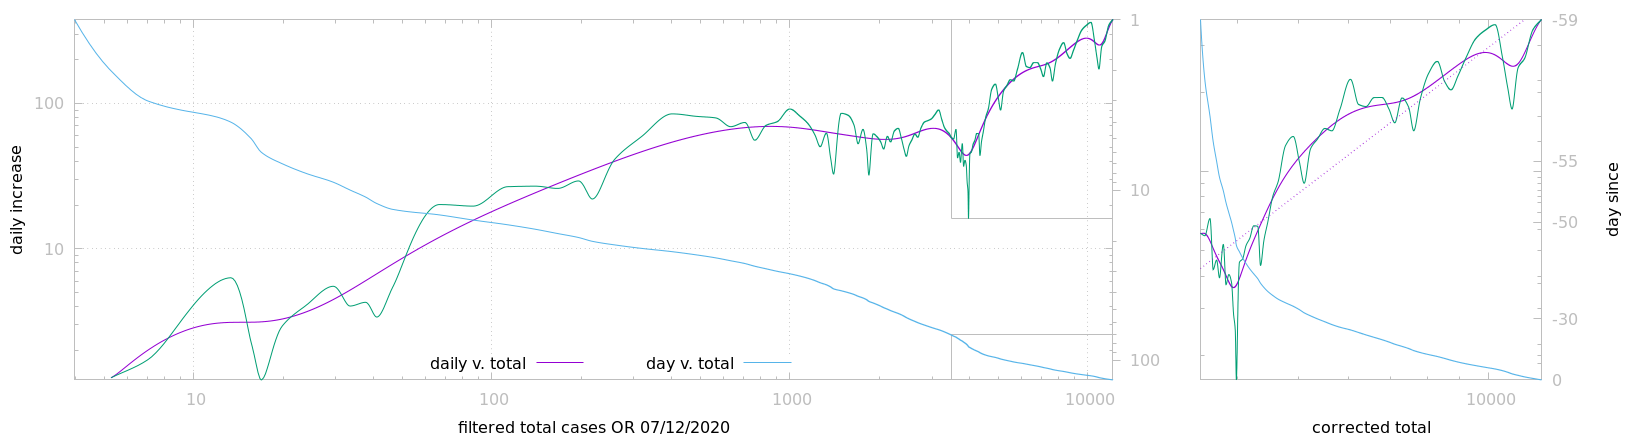 daily increase
100
10
10
100
1000
10000
filtered total cases OR 07/12/2020
daily v. total
day v. total
1
10
100
10000
corrected total
-59
-55
-50
-30
0
day since